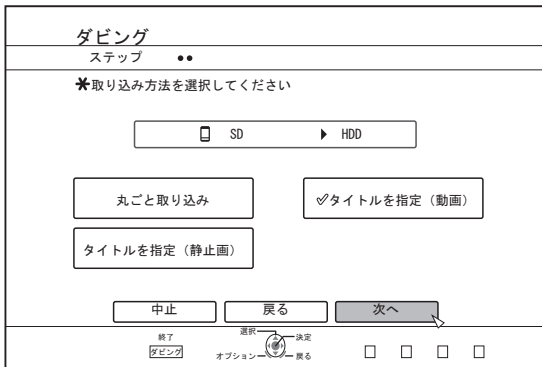 ダビング
ステップ ●●
*取り込み方法を選択してください
SD ▶ HDD
丸ごと取り込み
✓タイトルを指定（動画）
タイトルを指定（静止画）
中止 戻る 次へ
終了
ダビング
選択 決定
オプション 戻る